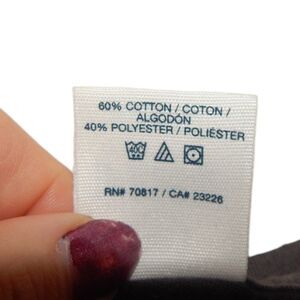 60% COTTON / COTON /
ALGODÓN
40% POLYESTER / POLIÉSTER
RN# 70817 / CA# 23226